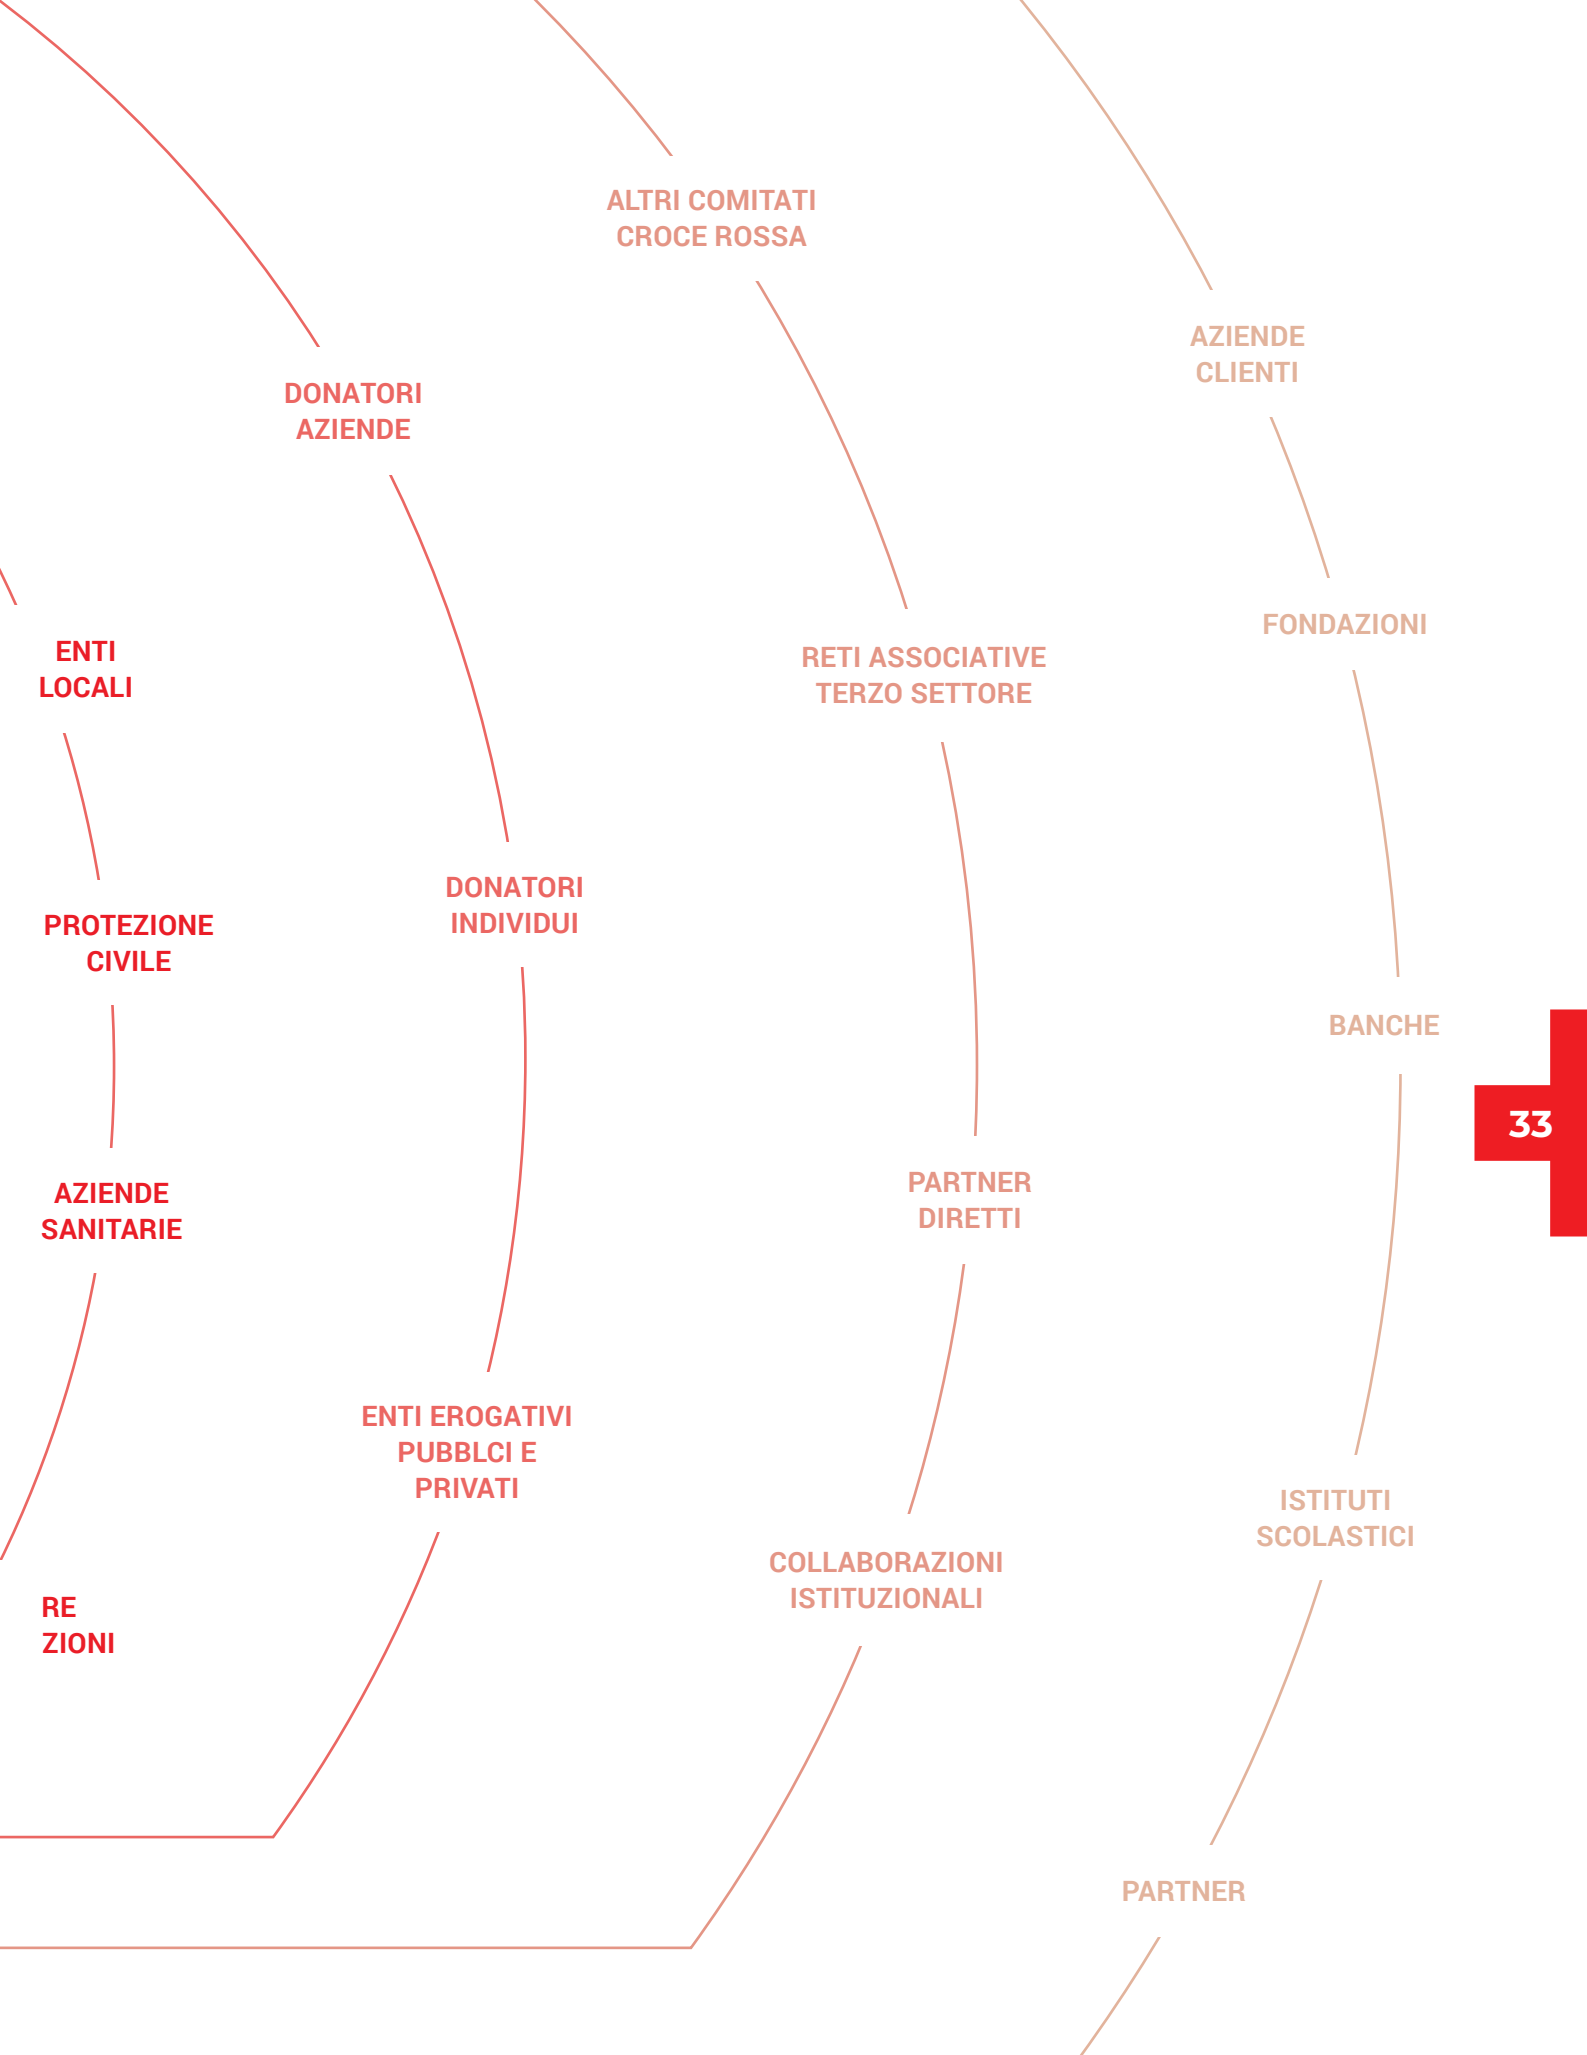 ALTRI COMITATI
CROCE ROSSA
AZIENDE
CLIENTI
DONATORI
AZIENDE
FONDAZIONI
ENTI
LOCALI
RETI ASSOCIATIVE
TERZO SETTORE
DONATORI
INDIVIDUI
PROTEZIONE
CIVILE
BANCHE
33
PARTNER
DIRETTI
AZIENDE
SANITARIE
ENTI EROGATIVI
PUBBLCI E
PRIVATI
ISTITUTI
SCOLASTICI
COLLABORAZIONI
ISTITUZIONALI
RE
ZIONI
PARTNER